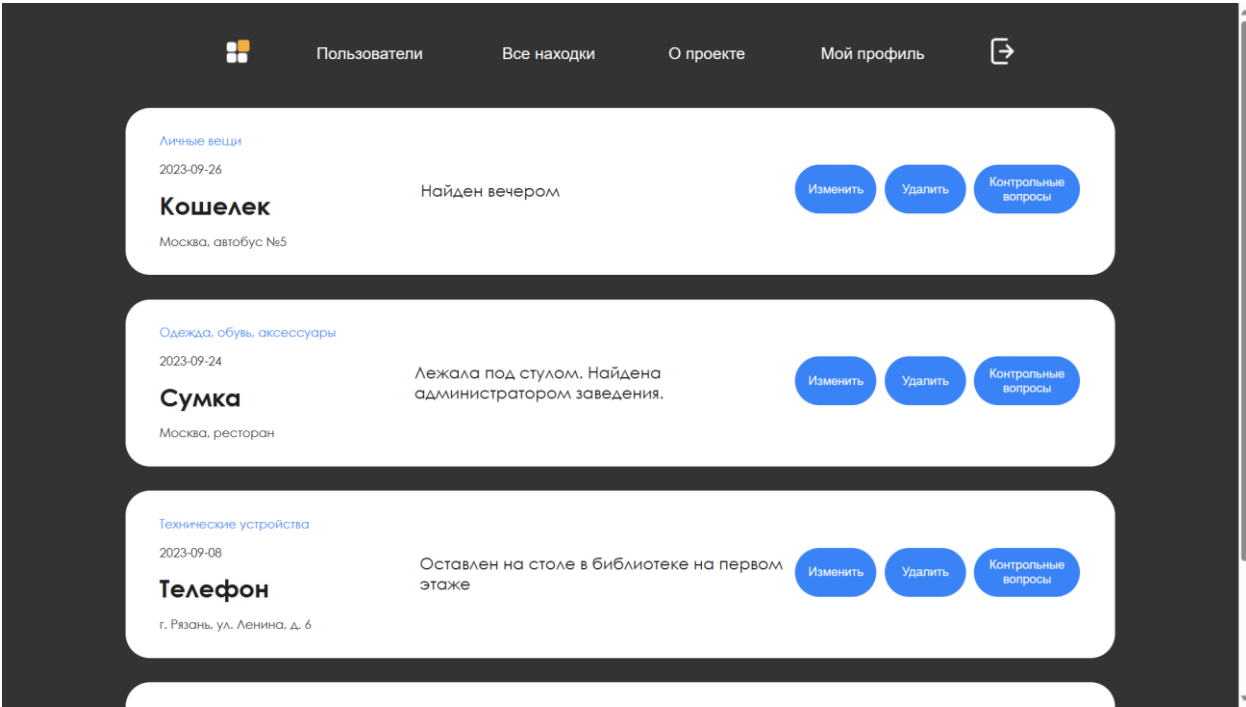 Пользователи
Все находки
О проекте
Мой профиль
Личные вещи
2023-09-26
Кошелек
Москва, автобус №5
Найден вечером
Изменить
Удалить
Контрольные
вопросы
Одежда, обувь, аксессуары
2023-09-24
Сумка
Москва, ресторан
Лежала под стулом. Найдена
администратором заведения.
Изменить
Удалить
Контрольные
вопросы
Технические устройства
2023-09-08
Телефон
г. Рязань, ул. Ленина, д. 6
Оставлен на столе в библиотеке на первом
этаже
Изменить
Удалить
Контрольные
вопросы